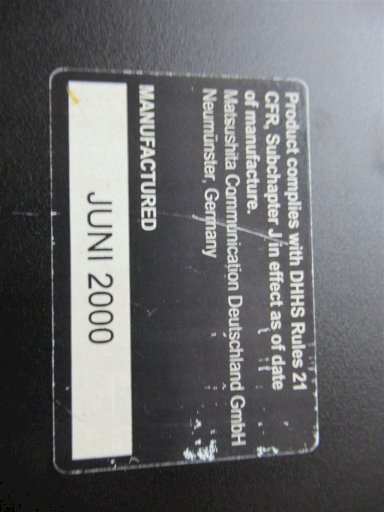 Product complies with DHHS Rules 21
CFR, Subchapter J in effect as of date
of manufacture.
Matsushita Communication Deutschland GmbH
Neumünster, Germany
MANUFACTURED
JUNI 2000